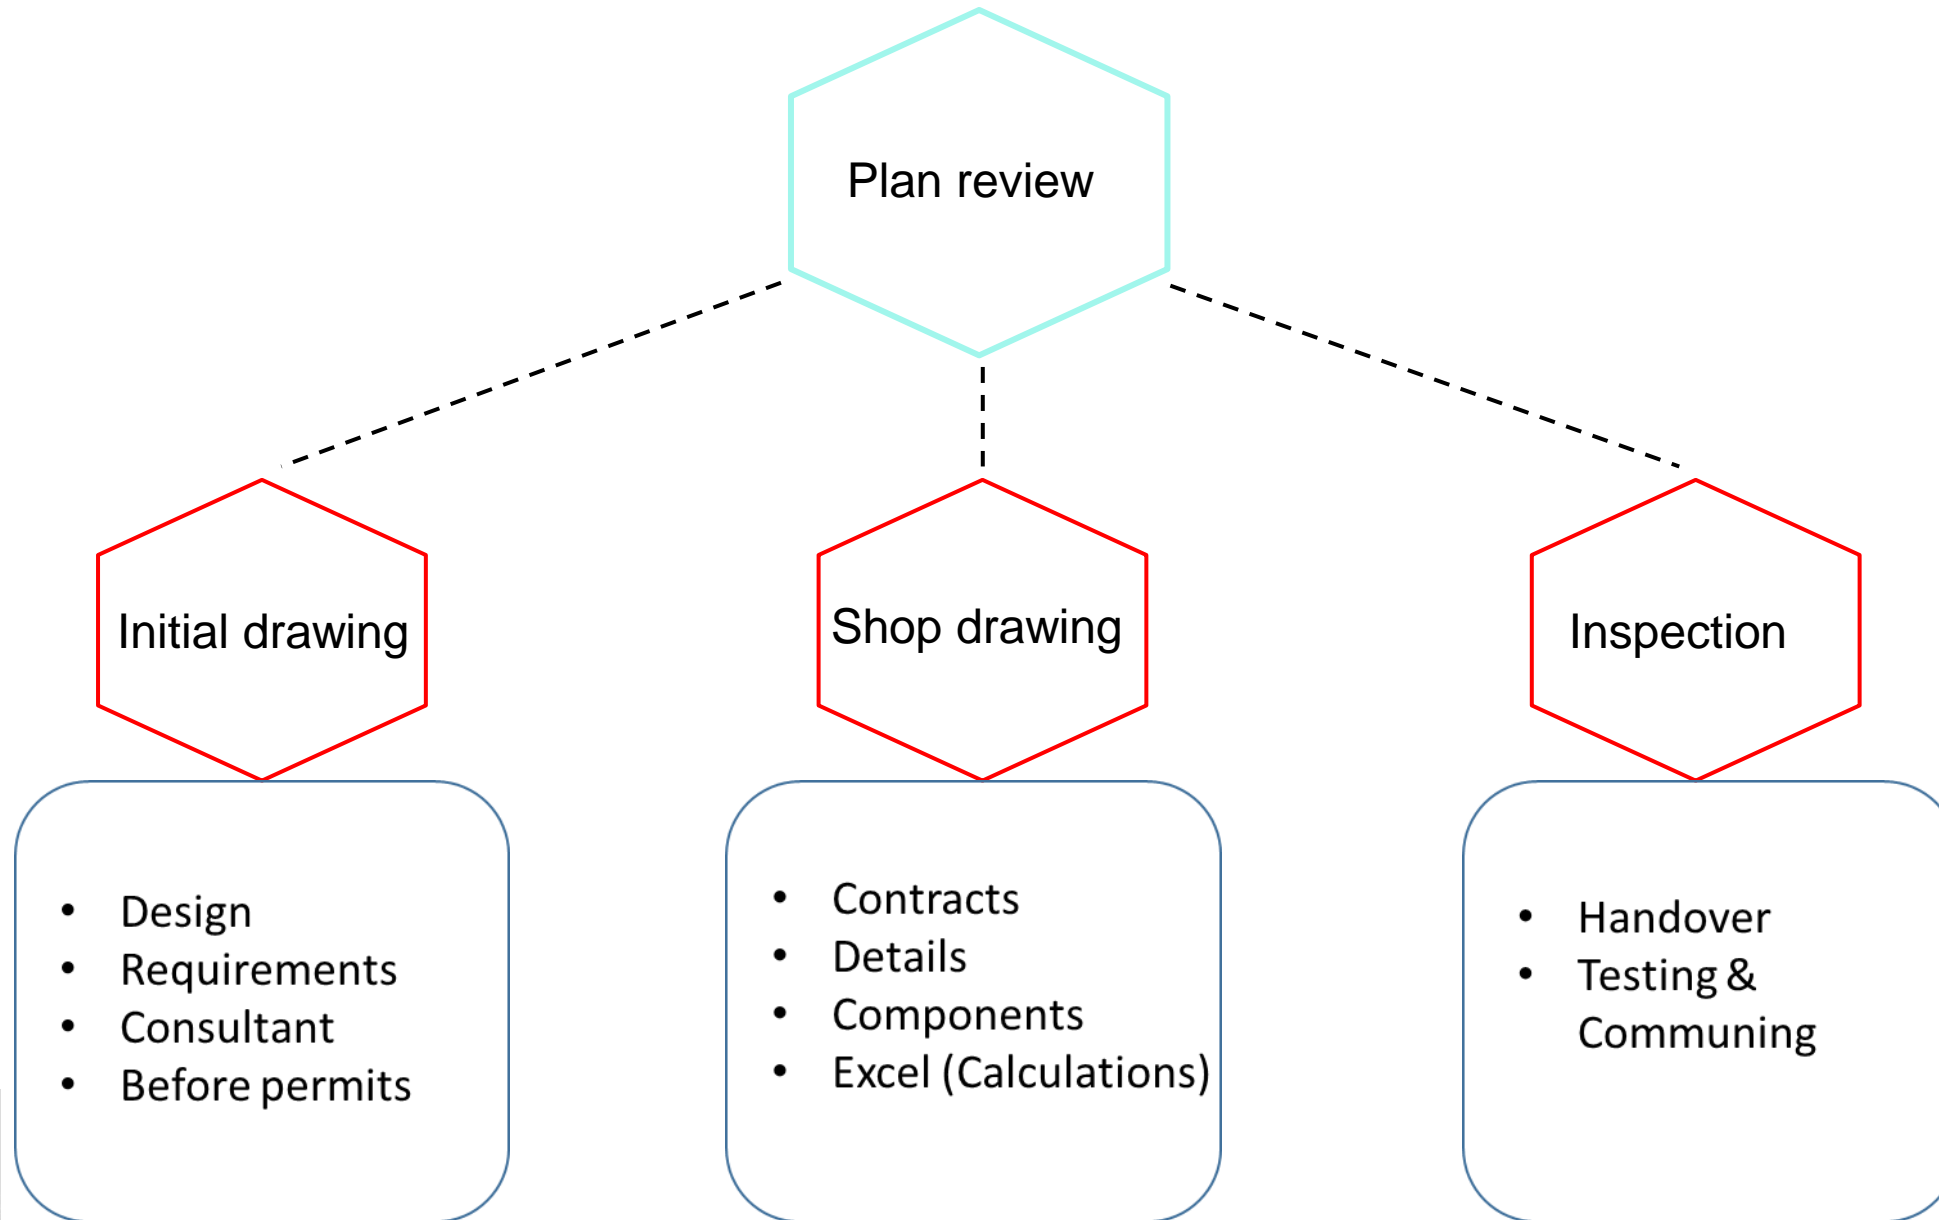 Plan review
Initial drawing
Shop drawing
Inspection
• Design
• Requirements
• Consultant
• Before permits
• Contracts
• Details
• Components
• Excel (Calculations)
• Handover
• Testing &
Communing